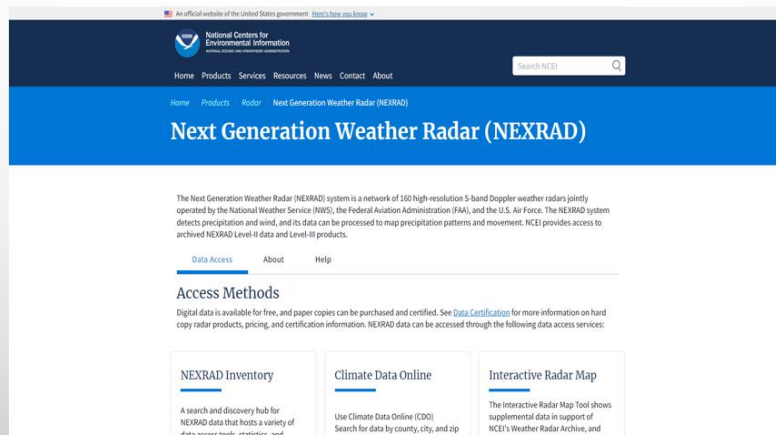 An official website of the United States government Here's how you know
National Centers for
Environmental Information
NATIONAL OCEANIC AND ATMOSPHERIC ADMINISTRATION
Home Products Services Resources News Contact About
Search NCEI
Home Products Radar Next Generation Weather Radar (NEXRAD)
Next Generation Weather Radar (NEXRAD)
The Next Generation Weather Radar (NEXRAD) system is a network of 160 high-resolution S-band Doppler weather radars jointly
operated by the National Weather Service (NWS), the Federal Aviation Administration (FAA), and the U.S. Air Force. The NEXRAD system
detects precipitation and wind, and its data can be processed to map precipitation patterns and movement. NCEI provides access to
archived NEXRAD Level-II data and Level-III products.
Data Access About Help
Access Methods
Digital data is available for free, and paper copies can be purchased and certified. See Data Certification for more information on hard
copy radar products, pricing, and certification information. NEXRAD data can be accessed through the following data access services:
NEXRAD Inventory
A search and discovery hub for
NEXRAD data that hosts a variety of
data access tools, statistics, and
Climate Data Online
Use Climate Data Online (CDO)
Search for data by county, city, and zip
Interactive Radar Map
The Interactive Radar Map Tool shows
supplemental data in support of
NCEI's Weather Radar Archive, and